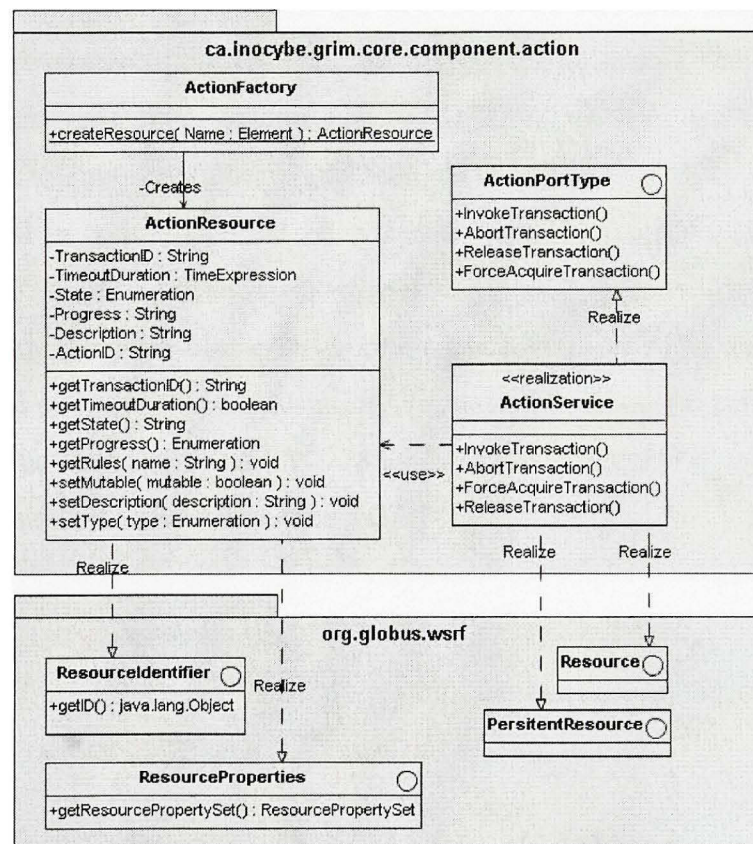 ca.inocybe.grim.core.component.action
ActionFactory
+createResource( Name : Element ) : ActionResource
-Creates
ActionResource
-TransactionID : String
-TimeoutDuration : TimeExpression
-State : Enumeration
-Progress : String
-Description : String
-ActionID : String
+getTransactionID() : String
+getTimeoutDuration() : boolean
+getState() : String
+getProgress() : Enumeration
+getRules( name : String ) : void
+setMutable( mutable : boolean ) : void
+setDescription( description : String ) : void
+setType( type : Enumeration ) : void
ActionPortType
+InvokeTransaction()
+AbortTransaction()
+ReleaseTransaction()
+ForceAcquireTransaction()
Realize
<<realization>>
ActionService
+InvokeTransaction()
+AbortTransaction()
+ForceAcquireTransaction()
+ReleaseTransaction()
<<use>>
Realize
Realize
Realize
org.globus.wsrf
ResourceIdentifier
+getID() : java.lang.Object
Realize
Resource
PersitentResource
ResourceProperties
+getResourcePropertySet() : ResourcePropertySet